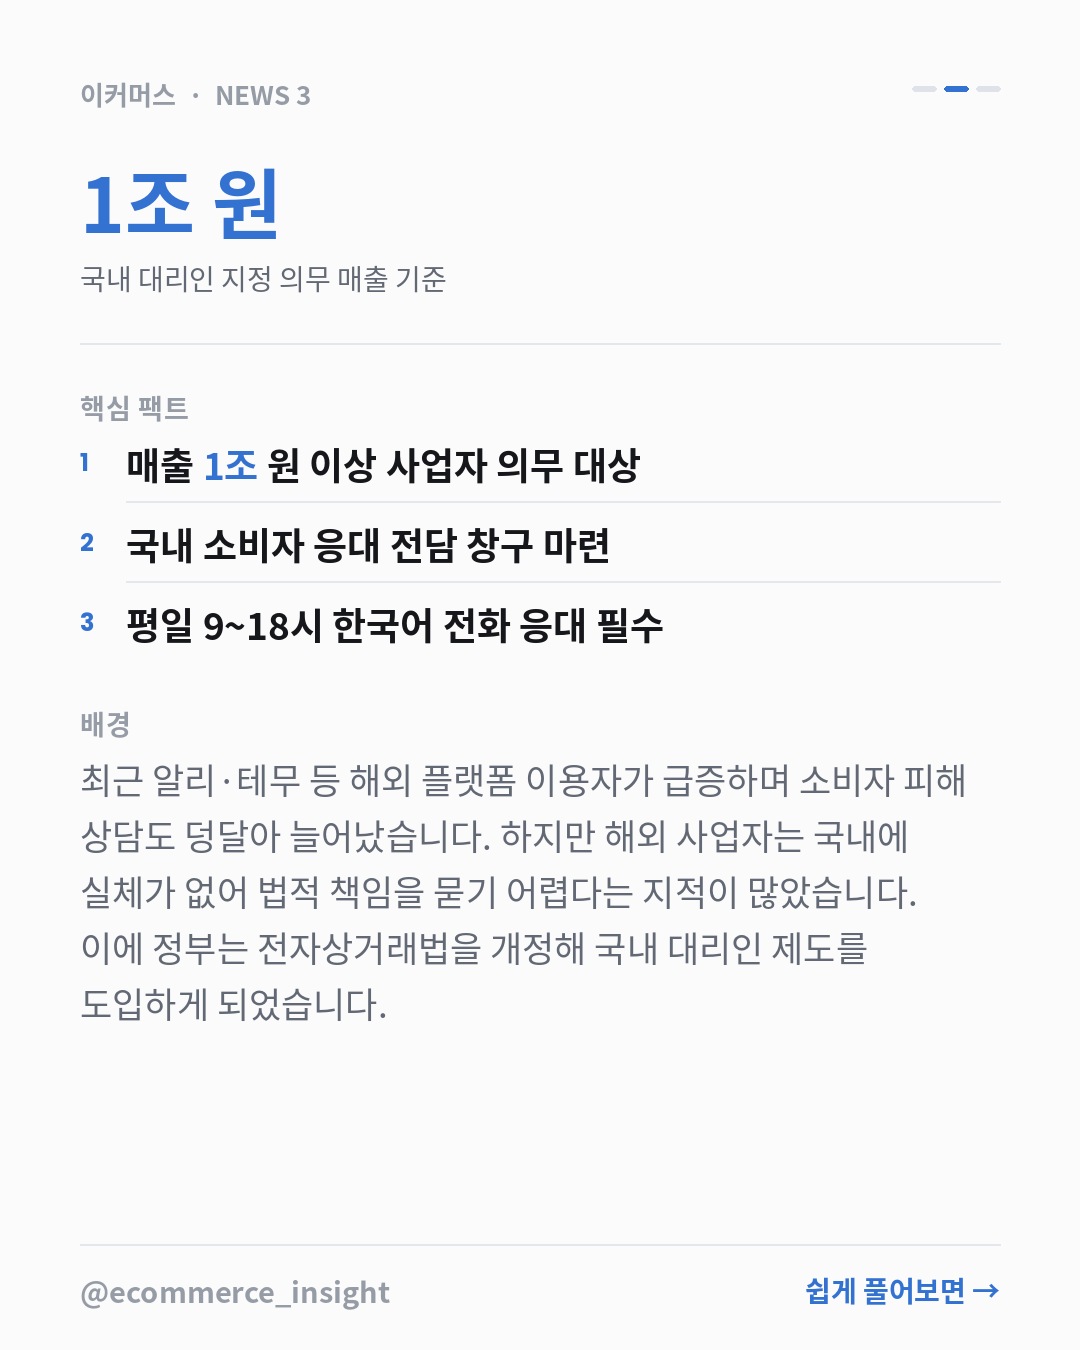 이커머스 · NEWS 3
1조 원
국내 대리인 지정 의무 매출 기준
핵심 팩트
1 매출 1조 원 이상 사업자 의무 대상
2 국내 소비자 응대 전담 창구 마련
3 평일 9~18시 한국어 전화 응대 필수
배경
최근 알리·테무 등 해외 플랫폼 이용자가 급증하며 소비자 피해
상담도 덩달아 늘어났습니다. 하지만 해외 사업자는 국내에
실체가 없어 법적 책임을 묻기 어렵다는 지적이 많았습니다.
이에 정부는 전자상거래법을 개정해 국내 대리인 제도를
도입하게 되었습니다.
@ecommerce_insight
쉽게 풀어보면 →